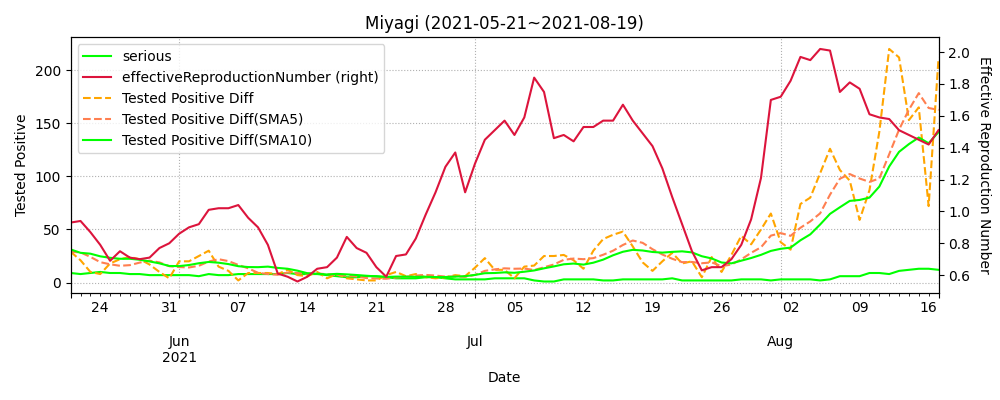 Miyagi (2021-05-21~2021-08-19)
serious
effectiveReproductionNumber (right)
Tested Positive Diff
Tested Positive Diff(SMA5)
Tested Positive Diff(SMA10)
Tested Positive
200
150
100
50
0
Effective Reproduction Number
2.0
1.8
1.6
1.4
1.2
1.0
0.8
0.6
24 31 07 14 21 28 05 12 19 26 02 09 16
Jun Jul Aug
2021
Date